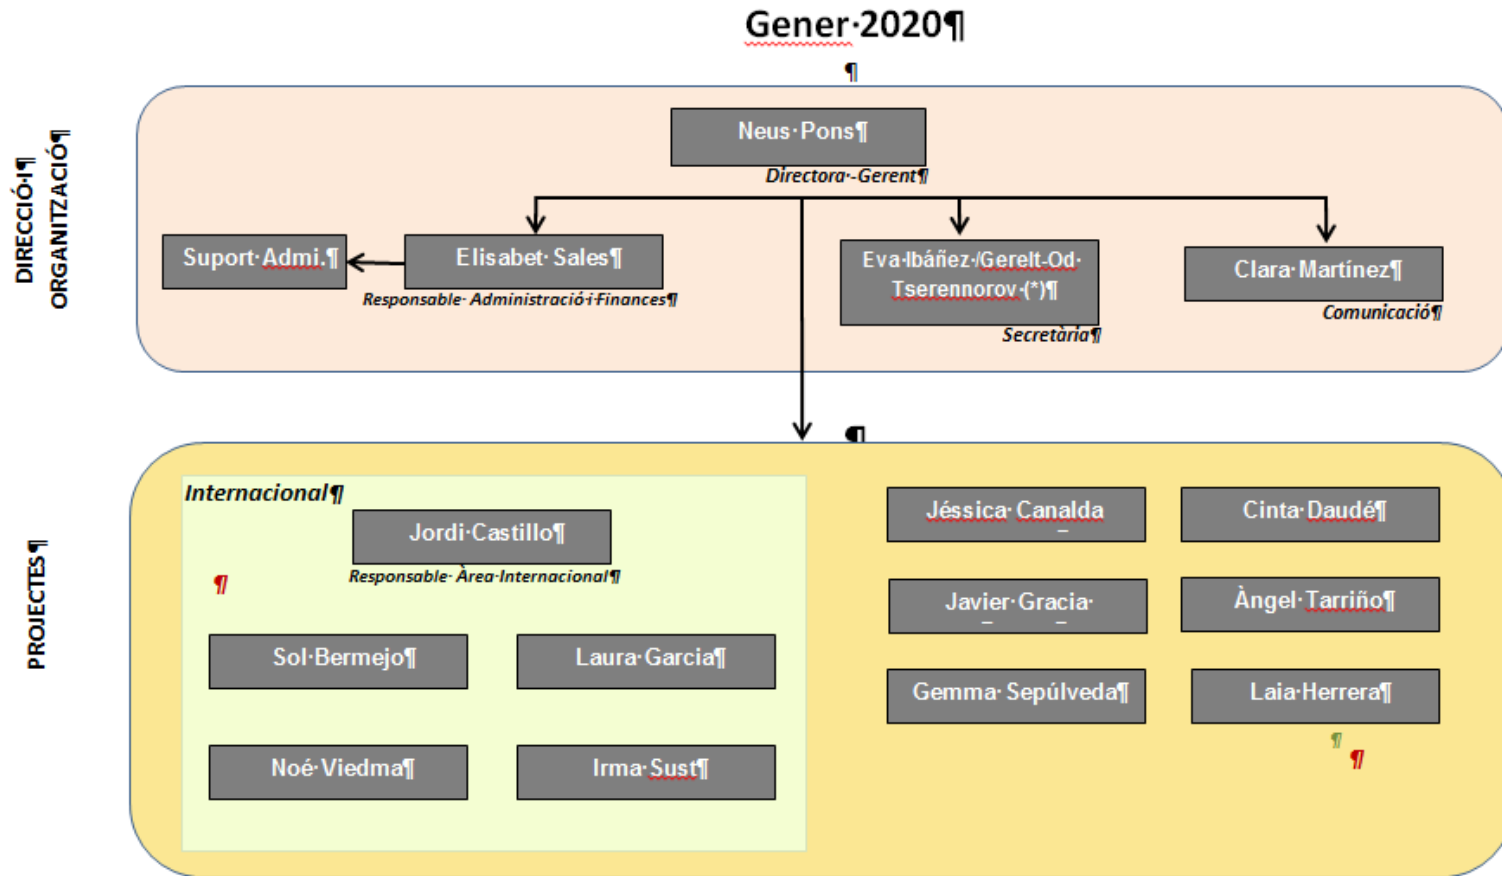 Gener 2020
DIRECCIÓ I
ORGANITZACIÓ
Neus Pons
Directora -Gerent
Suport Admi.
Elisabet Sales
Responsable Administració i Finances
Eva Ibáñez /Gerelt-Od
Tserennorov (*)
Secretària
Clara Martínez
Comunicació
PROJECTES
Internacional
Jordi Castillo
Responsable Àrea Internacional
Sol Bermejo
Laura Garcia
Noé Viedma
Irma Sust
Jéssica Canalda
Cinta Daudé
Javier Gracia
Àngel Tarriño
Gemma Sepúlveda
Laia Herrera